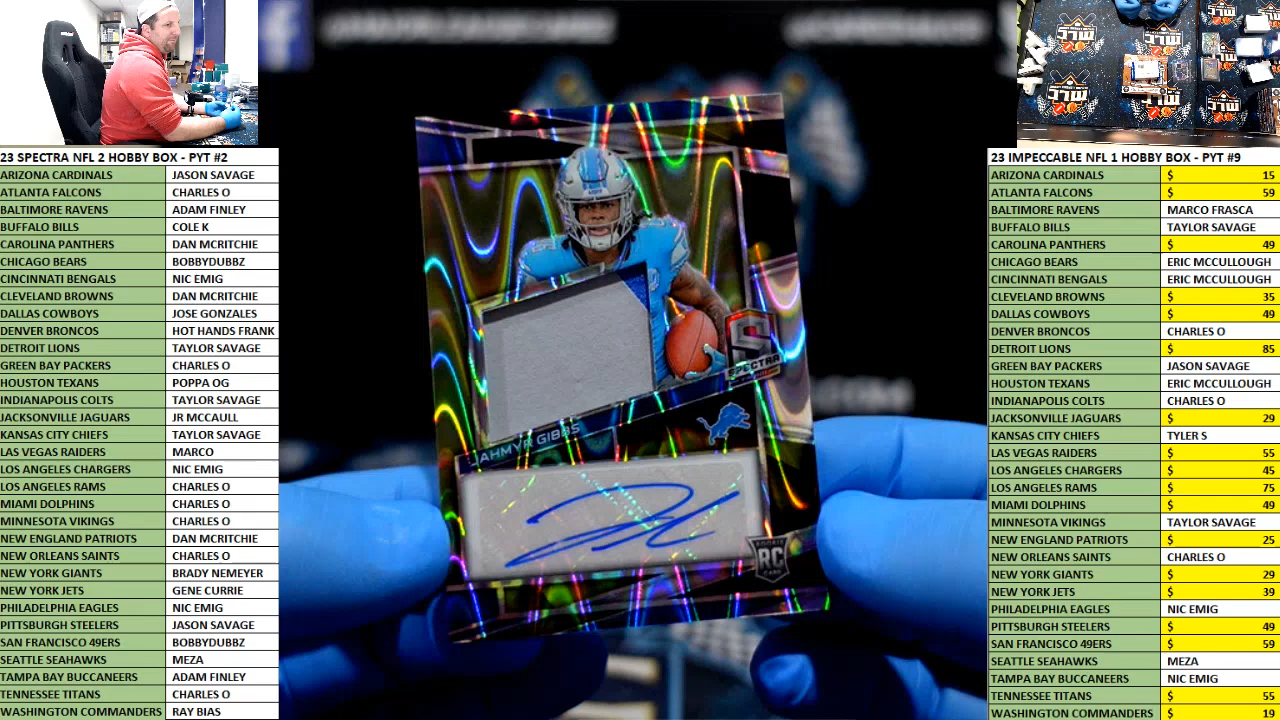 23 SPECTRA NFL 2 HOBBY BOX - PYT #2
ARIZONA CARDINALS JASON SAVAGE
ATLANTA FALCONS CHARLES O
BALTIMORE RAVENS ADAM FINLEY
BUFFALO BILLS COLE K
CAROLINA PANTHERS DAN MCRITCHIE
CHICAGO BEARS BOBBYDUBBZ
CINCINNATI BENGALS NIC EMIG
CLEVELAND BROWNS DAN MCRITCHIE
DALLAS COWBOYS JOSE GONZALES
DENVER BRONCOS HOT HANDS FRANK
DETROIT LIONS TAYLOR SAVAGE
GREEN BAY PACKERS CHARLES O
HOUSTON TEXANS POPPA OG
INDIANAPOLIS COLTS TAYLOR SAVAGE
JACKSONVILLE JAGUARS JR MCCAULL
KANSAS CITY CHIEFS TAYLOR SAVAGE
LAS VEGAS RAIDERS MARCO
LOS ANGELES CHARGERS NIC EMIG
LOS ANGELES RAMS CHARLES O
MIAMI DOLPHINS CHARLES O
MINNESOTA VIKINGS CHARLES O
NEW ENGLAND PATRIOTS DAN MCRITCHIE
NEW ORLEANS SAINTS CHARLES O
NEW YORK GIANTS BRADY NEMEYER
NEW YORK JETS GENE CURRIE
PHILADELPHIA EAGLES NIC EMIG
PITTSBURGH STEELERS JASON SAVAGE
SAN FRANCISCO 49ERS BOBBYDUBBZ
SEATTLE SEAHAWKS MEZA
TAMPA BAY BUCCANEERS ADAM FINLEY
TENNESSEE TITANS CHARLES O
WASHINGTON COMMANDERS RAY BIAS
SPECTRA
JAHMYR GIBBS
ROOKIE
RC
CARD
23 IMPECCABLE NFL 1 HOBBY BOX - PYT #9
ARIZONA CARDINALS $ 15
ATLANTA FALCONS $ 59
BALTIMORE RAVENS MARCO FRASCA
BUFFALO BILLS TAYLOR SAVAGE
CAROLINA PANTHERS $ 49
CHICAGO BEARS ERIC MCCULLOUGH
CINCINNATI BENGALS ERIC MCCULLOUGH
CLEVELAND BROWNS $ 35
DALLAS COWBOYS $ 49
DENVER BRONCOS CHARLES O
DETROIT LIONS $ 85
GREEN BAY PACKERS JASON SAVAGE
HOUSTON TEXANS ERIC MCCULLOUGH
INDIANAPOLIS COLTS CHARLES O
JACKSONVILLE JAGUARS $ 29
KANSAS CITY CHIEFS TYLER S
LAS VEGAS RAIDERS $ 55
LOS ANGELES CHARGERS $ 45
LOS ANGELES RAMS $ 75
MIAMI DOLPHINS $ 49
MINNESOTA VIKINGS TAYLOR SAVAGE
NEW ENGLAND PATRIOTS $ 25
NEW ORLEANS SAINTS CHARLES O
NEW YORK GIANTS $ 29
NEW YORK JETS $ 39
PHILADELPHIA EAGLES NIC EMIG
PITTSBURGH STEELERS $ 49
SAN FRANCISCO 49ERS $ 59
SEATTLE SEAHAWKS MEZA
TAMPA BAY BUCCANEERS NIC EMIG
TENNESSEE TITANS $ 55
WASHINGTON COMMANDERS $ 19